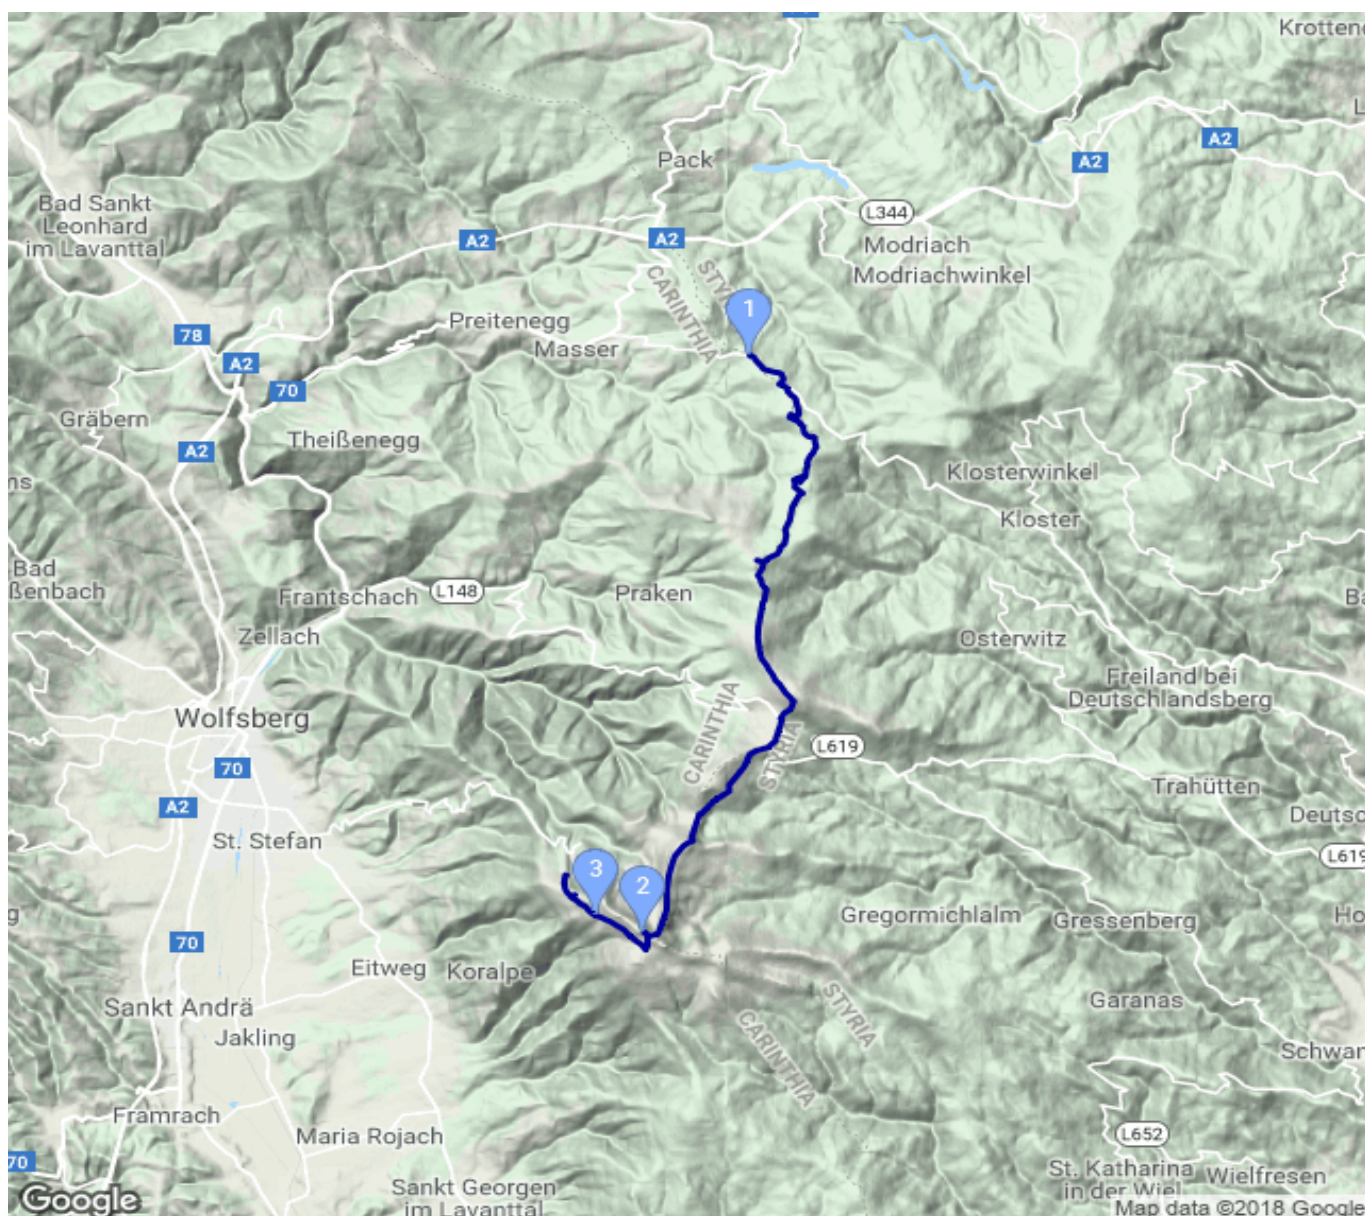 Krottend
A2
Pack
A2
A2
Bad Sankt
Leonhard
im Lavanttal
L344
A2
A2
Modriach
Modriachwinkel
STYRIA
CARINTHIA
1
78
Preitenegg
Masser
A2
70
Gräbern
Theißenegg
A2
Klosterwinkel
Kloster
Bad
ßenbach
Frantschach
L148
Praken
Zellach
Osterwitz
Freiland bei
Deutschlandsberg
Wolfsberg
CARINTHIA
STYRIA
L619
70
A2
Trahütten
St. Stefan
L619
3
2
Gregormichlalm
Gressenberg
70
Eitweg
Koralpe
Sankt Andrä
Jakling
STYRIA
CARINTHIA
Garanas
Schwan
Framrach
Maria Rojach
L652
70
St. Katharina
in der Wiel
Wielfresen
Sankt Georgen
im Lavanttal
Google
Map data ©2018 Google